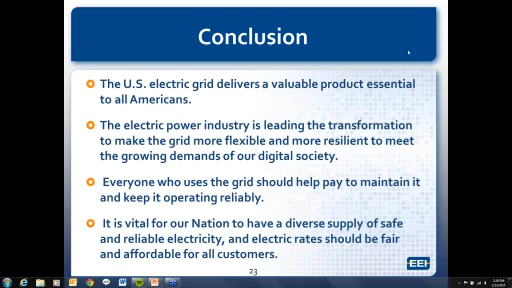 Conclusion
The U.S. electric grid delivers a valuable product essential
to all Americans.
The electric power industry is leading the transformation
to make the grid more flexible and more resilient to meet
the growing demands of our digital society.
Everyone who uses the grid should help pay to maintain it
and keep it operating reliably.
It is vital for our Nation to have a diverse supply of safe
and reliable electricity, and electric rates should be fair
and affordable for all customers.
EEI
23